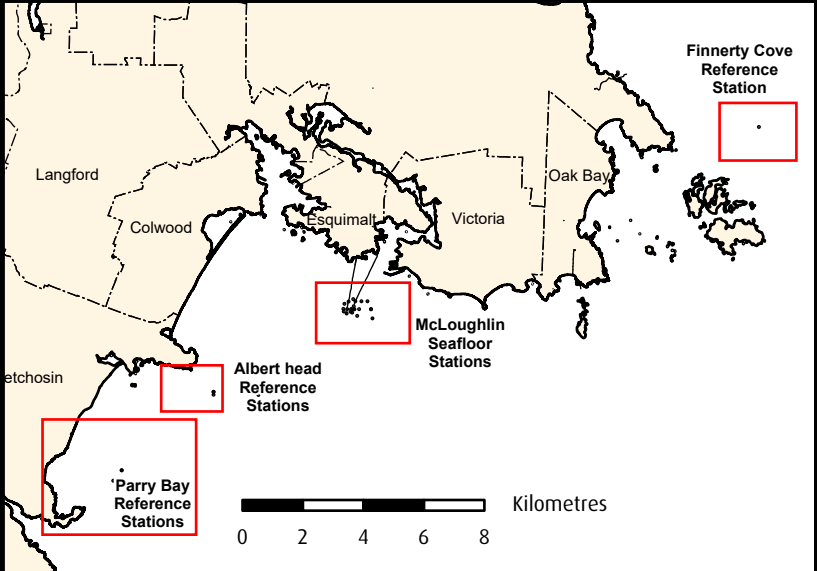 Finnerty Cove
Reference
Station
Langford
Oak Bay
Colwood
Esquimalt
Victoria
McLoughlin
Seafloor
Stations
Albert head
Reference
Stations
etchosin
Parry Bay
Reference
Stations
Kilometres
0 2 4 6 8